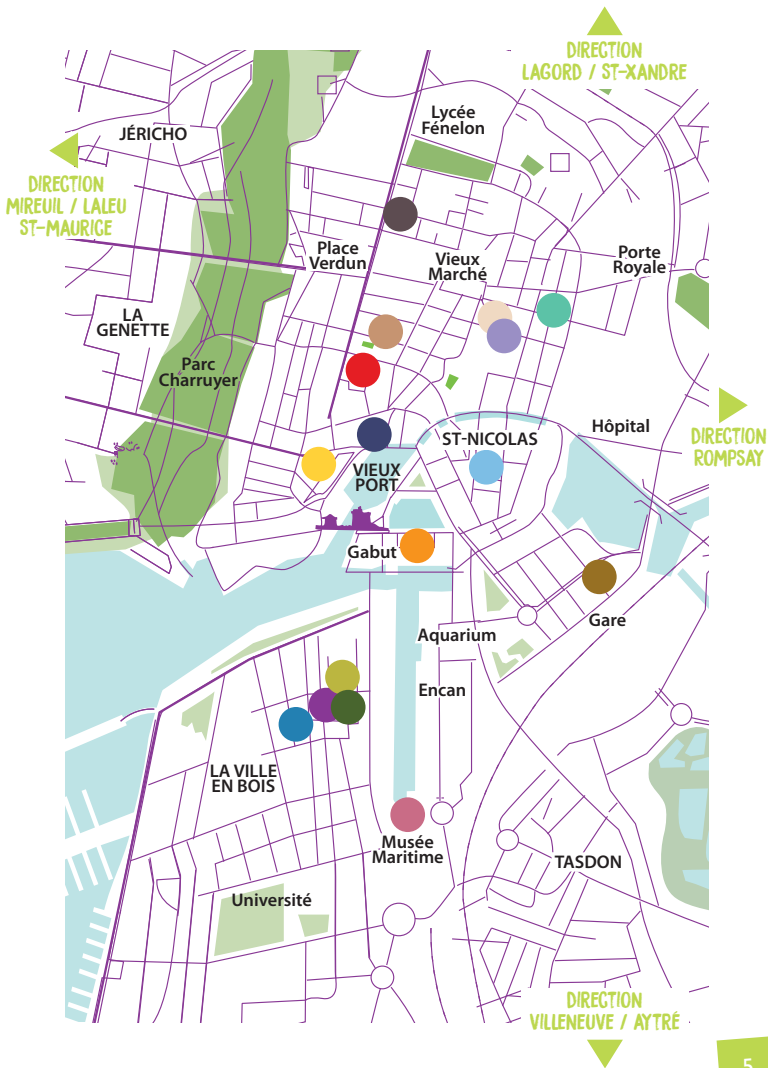 DIRECTION
LAGORD / ST-XANDRE
Lycée
Fénelon
JÉRICHO
DIRECTION
MIREUIL / LALEU
ST-MAURICE
Place
Verdun
Vieux
Marché
Porte
Royale
LA
GENETTE
Parc
Charruyer
Hôpital
DIRECTION
ROMPSAY
ST-NICOLAS
VIEUX
PORT
Gabut
Gare
Aquarium
Encan
LA VILLE
EN BOIS
Musée
Maritime
TASDON
Université
DIRECTION
VILLENEUVE / AYTRÉ
5